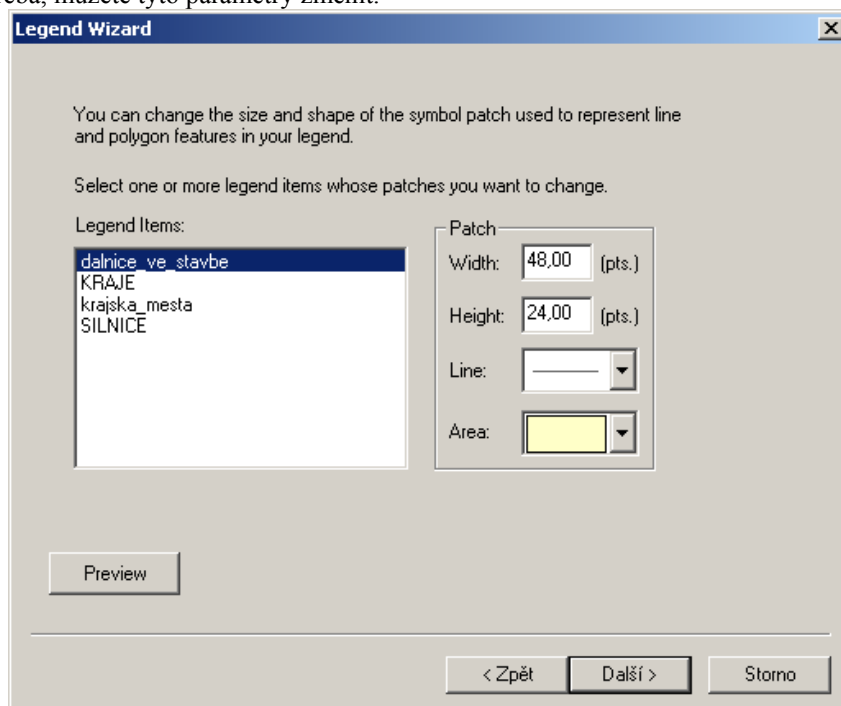 můžete tyto parametry změnit.
Legend Wizard
You can change the size and shape of the symbol patch used to represent line
and polygon features in your legend.
Select one or more legend items whose patches you want to change.
Legend Items:
dalnice_ve_stavbe
KRAJE
krajska_mesta
SILNICE
Patch
Width: 48,00 (pts.)
Height: 24,00 (pts.)
Line:
Area:
Preview
< Zpět Další > Storno